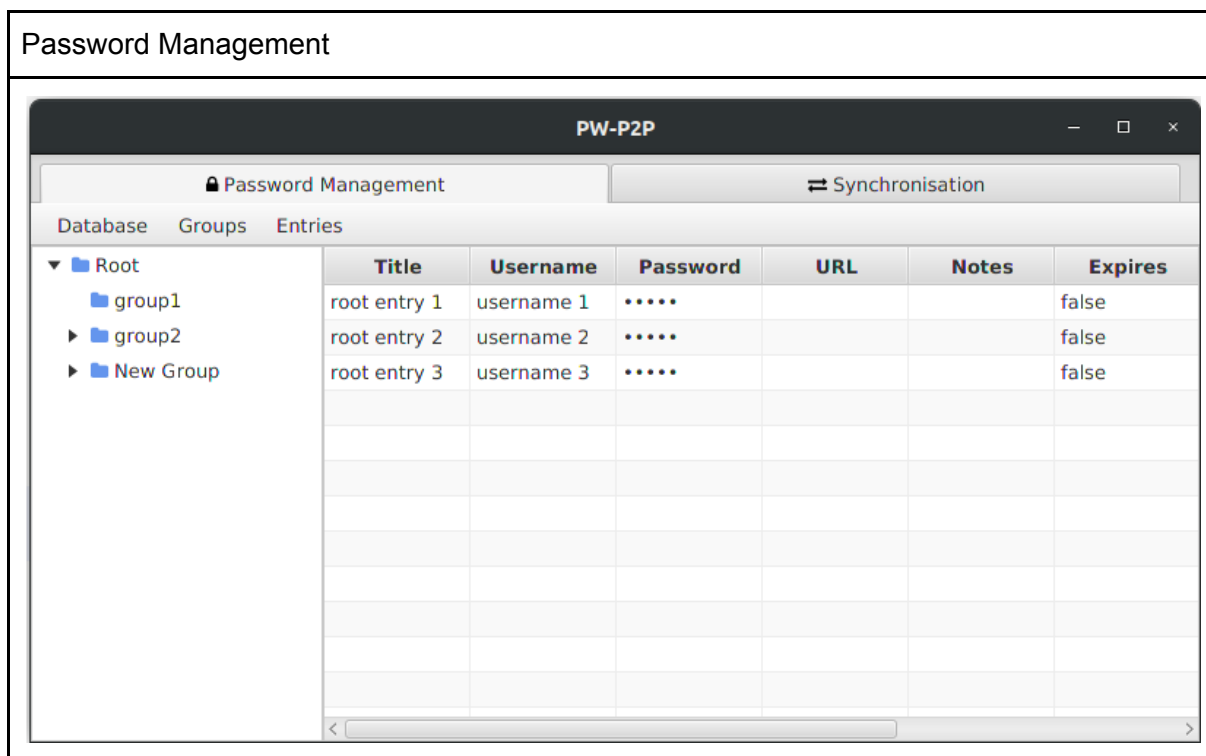 Password Management
PW-P2P
Password Management Synchronisation
Database Groups Entries
Root
group1
group2
New Group
Title Username Password URL Notes Expires
root entry 1 username 1 ••••• false
root entry 2 username 2 ••••• false
root entry 3 username 3 ••••• false